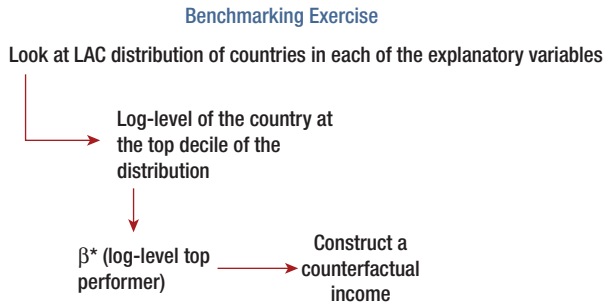 Benchmarking Exercise
Look at LAC distribution of countries in each of the explanatory variables
Log-level of the country at
the top decile of the
distribution
β* (log-level top
performer)
Construct a
counterfactual
income